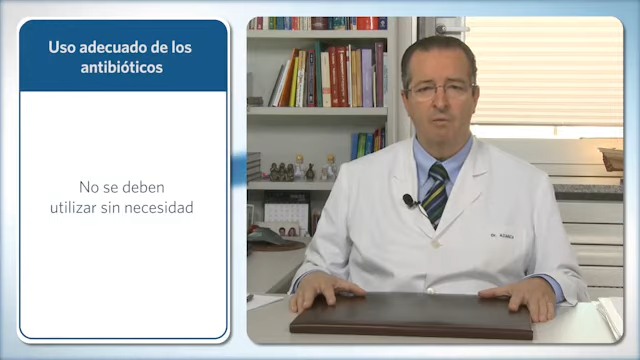 Uso adecuado de los
antibióticos
No se deben
utilizar sin necesidad